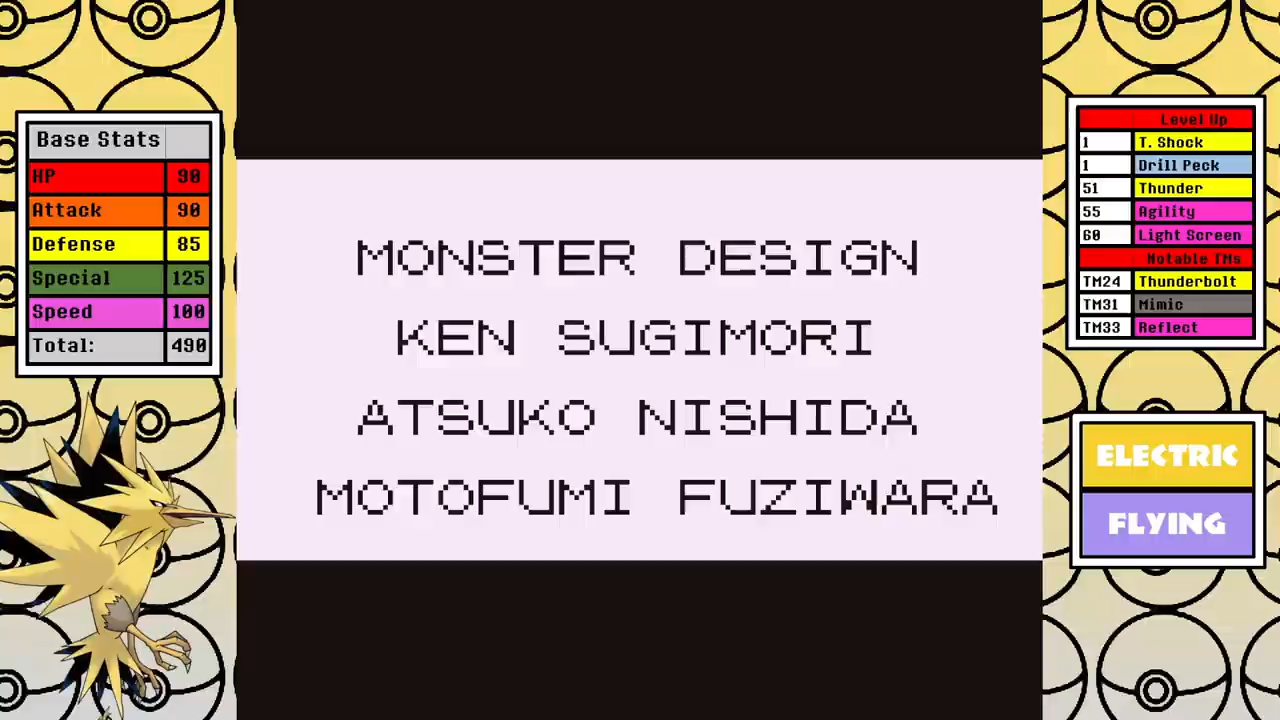 Base Stats
HP 90
Attack 90
Defense 85
Special 125
Speed 100
Total: 490
MONSTER DESIGN
KEN SUGIMORI
ATSUKO NISHIDA
MOTOFUMI FUZIWARA
Level Up
1 T. Shock
1 Drill Peck
51 Thunder
55 Agility
60 Light Screen
Notable TMs
TM24 Thunderbolt
TM31 Mimic
TM33 Reflect
ELECTRIC
FLYING